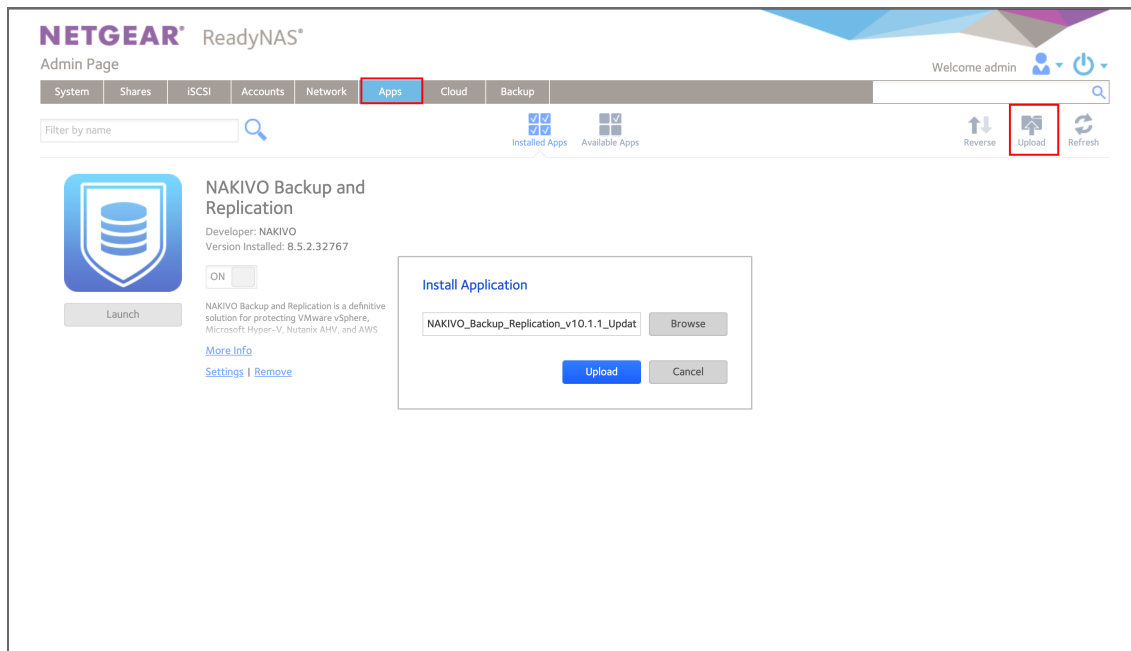 NETGEAR® ReadyNAS®
Admin Page
Welcome admin
System Shares iSCSI Accounts Network Apps Cloud Backup
Filter by name
Installed Apps Available Apps
Reverse Upload Refresh
NAKIVO Backup and
Replication
Developer: NAKIVO
Version Installed: 8.5.2.32767
ON
Launch
NAKIVO Backup and Replication is a definitive
solution for protecting VMware vSphere,
Microsoft Hyper-V, Nutanix AHV, and AWS
More Info
Settings | Remove
Install Application
NAKIVO_Backup_Replication_v10.1.1_Updat Browse
Upload Cancel